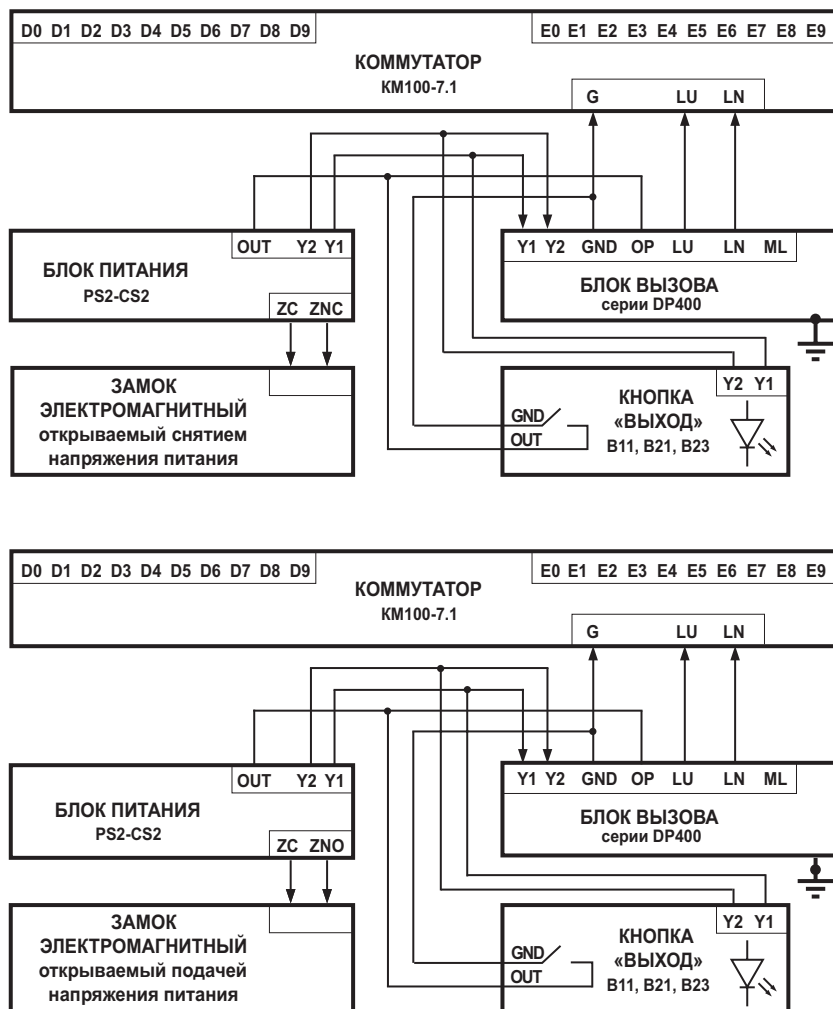 D0 D1 D2 D3 D4 D5 D6 D7 D8 D9
E0 E1 E2 E3 E4 E5 E6 E7 E8 E9
КОММУТАТОР
КМ100-7.1
G LU LN
OUT Y2 Y1
БЛОК ПИТАНИЯ
PS2-CS2
ZC ZNC
Y1 Y2 GND OP LU LN ML
БЛОК ВЫЗОВА
серии DP400
ЗАМОК
ЭЛЕКТРОМАГНИТНЫЙ
открываемый снятием
напряжения питания
Y2 Y1
GND
OUT
КНОПКА
«ВЫХОД»
B11, B21, B23
D0 D1 D2 D3 D4 D5 D6 D7 D8 D9
E0 E1 E2 E3 E4 E5 E6 E7 E8 E9
КОММУТАТОР
КМ100-7.1
G LU LN
OUT Y2 Y1
БЛОК ПИТАНИЯ
PS2-CS2
ZC ZNO
Y1 Y2 GND OP LU LN ML
БЛОК ВЫЗОВА
серии DP400
ЗАМОК
ЭЛЕКТРОМАГНИТНЫЙ
открываемый подачей
напряжения питания
Y2 Y1
GND
OUT
КНОПКА
«ВЫХОД»
B11, B21, B23